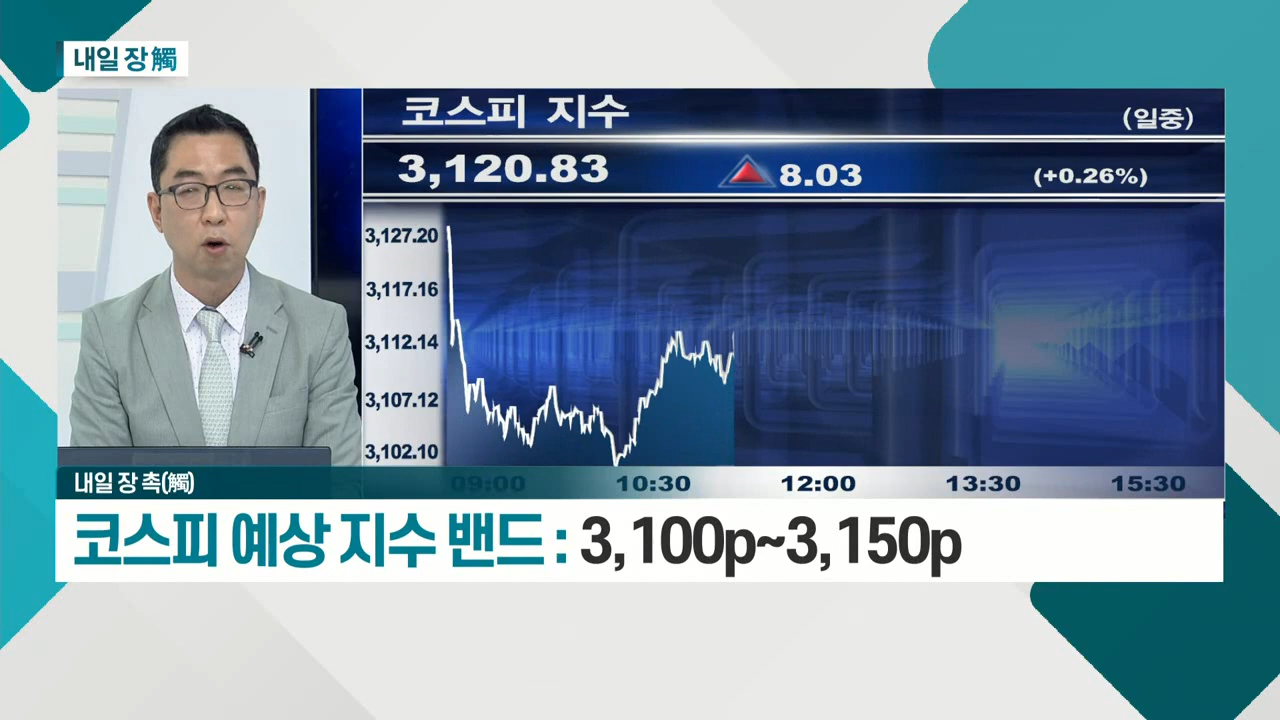 내일 장 觸
코스피 지수
(일중)
3,120.83 8.03 (+0.26%)
3,127.20
3,117.16
3,112.14
3,107.12
3,102.10
09:00 10:30 12:00 13:30 15:30
내일 장 촉(觸)
코스피 예상 지수 밴드 : 3,100p~3,150p